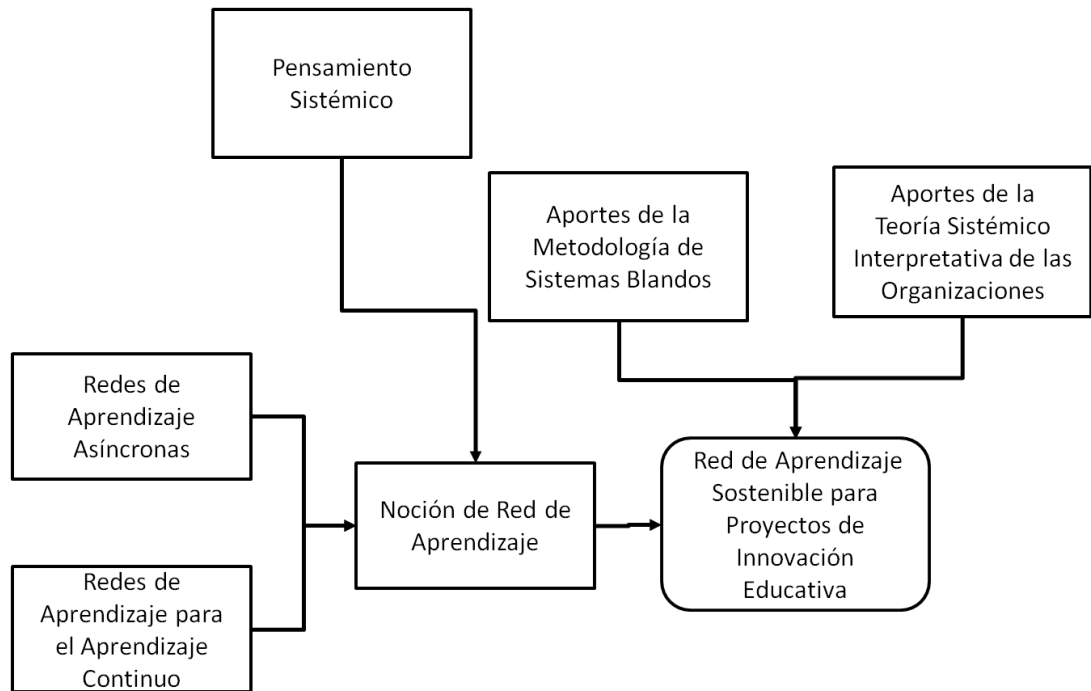 Pensamiento
Sistémico
Aportes de la
Metodología de
Sistemas Blandos
Aportes de la
Teoría Sistémico
Interpretativa de las
Organizaciones
Redes de
Aprendizaje
Asíncronas
Noción de Red de
Aprendizaje
Red de Aprendizaje
Sostenible para
Proyectos de
Innovación
Educativa
Redes de
Aprendizaje para
el Aprendizaje
Continuo